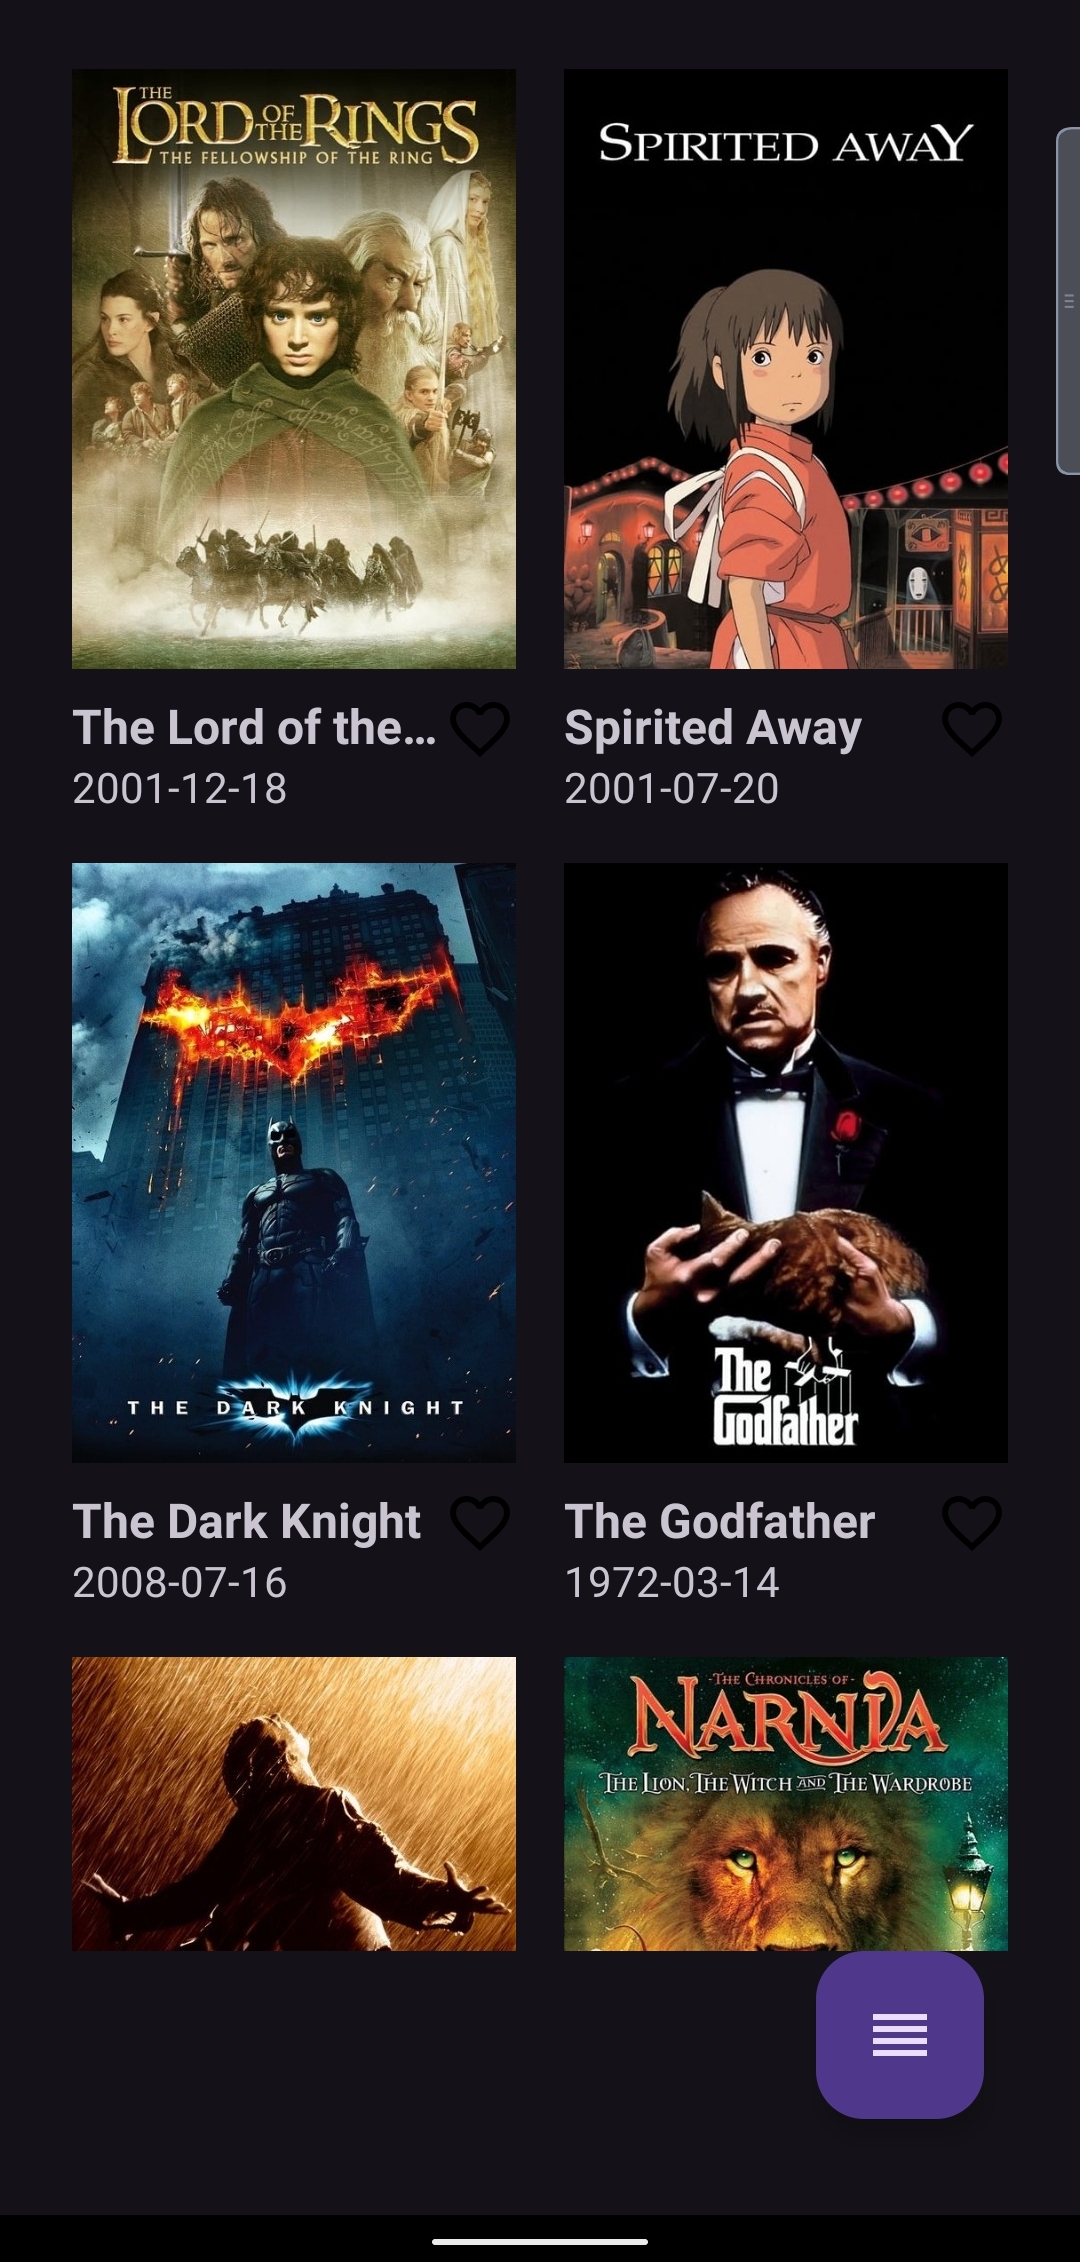 THE
LORD OF THE RINGS
THE FELLOWSHIP OF THE RING
SPIRITED AWAY
The Lord of the…
2001-12-18
Spirited Away
2001-07-20
THE DARK KNIGHT
The
Godfather
The Dark Knight
2008-07-16
The Godfather
1972-03-14
-THE CHRONICLES OF-
NARNIA
THE LION, THE WITCH AND THE WARDROBE